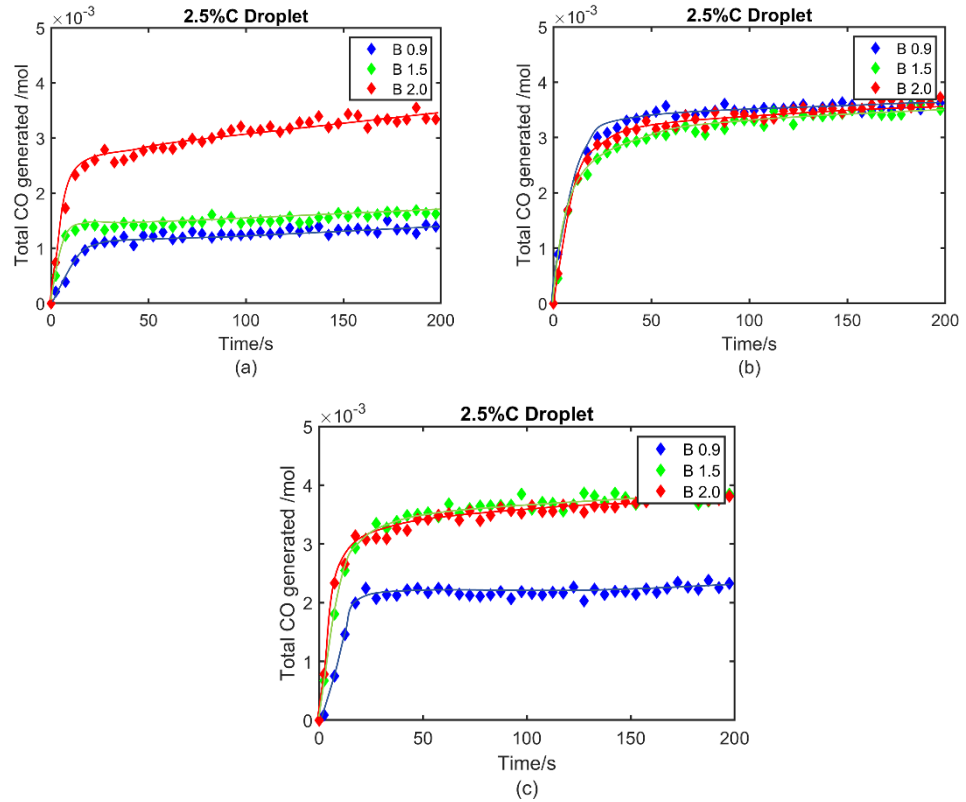 2.5%C Droplet
×10⁻³
B 0.9
B 1.5
B 2.0
Total CO generated /mol
5
4
3
2
1
0
0 50 100 150 200
Time/s
(a)
2.5%C Droplet
×10⁻³
B 0.9
B 1.5
B 2.0
Total CO generated /mol
5
4
3
2
1
0
0 50 100 150 200
Time/s
(b)
2.5%C Droplet
×10⁻³
B 0.9
B 1.5
B 2.0
Total CO generated /mol
5
4
3
2
1
0
0 50 100 150 200
Time/s
(c)